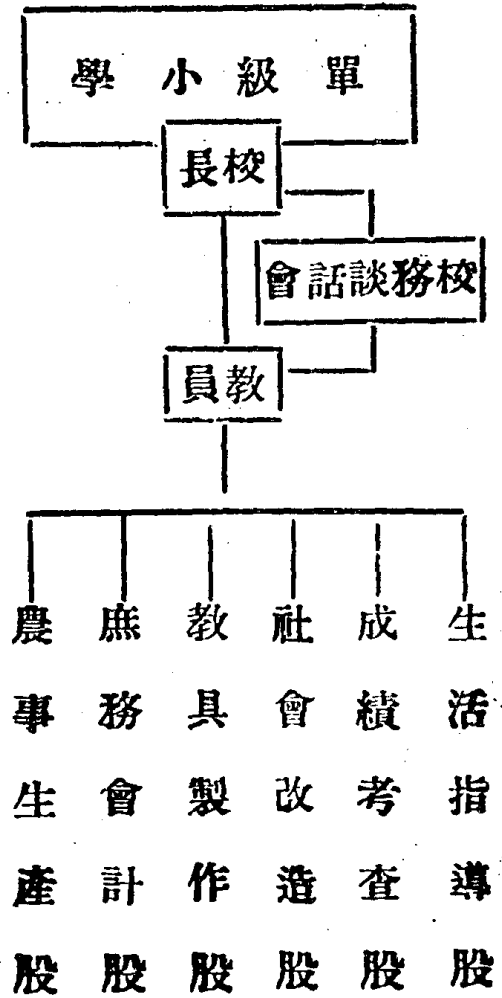 單級小學
校長
校務談話會
教員
生活指導股
成績考查股
社會改造股
教具製作股
庶務會計股
農事生產股